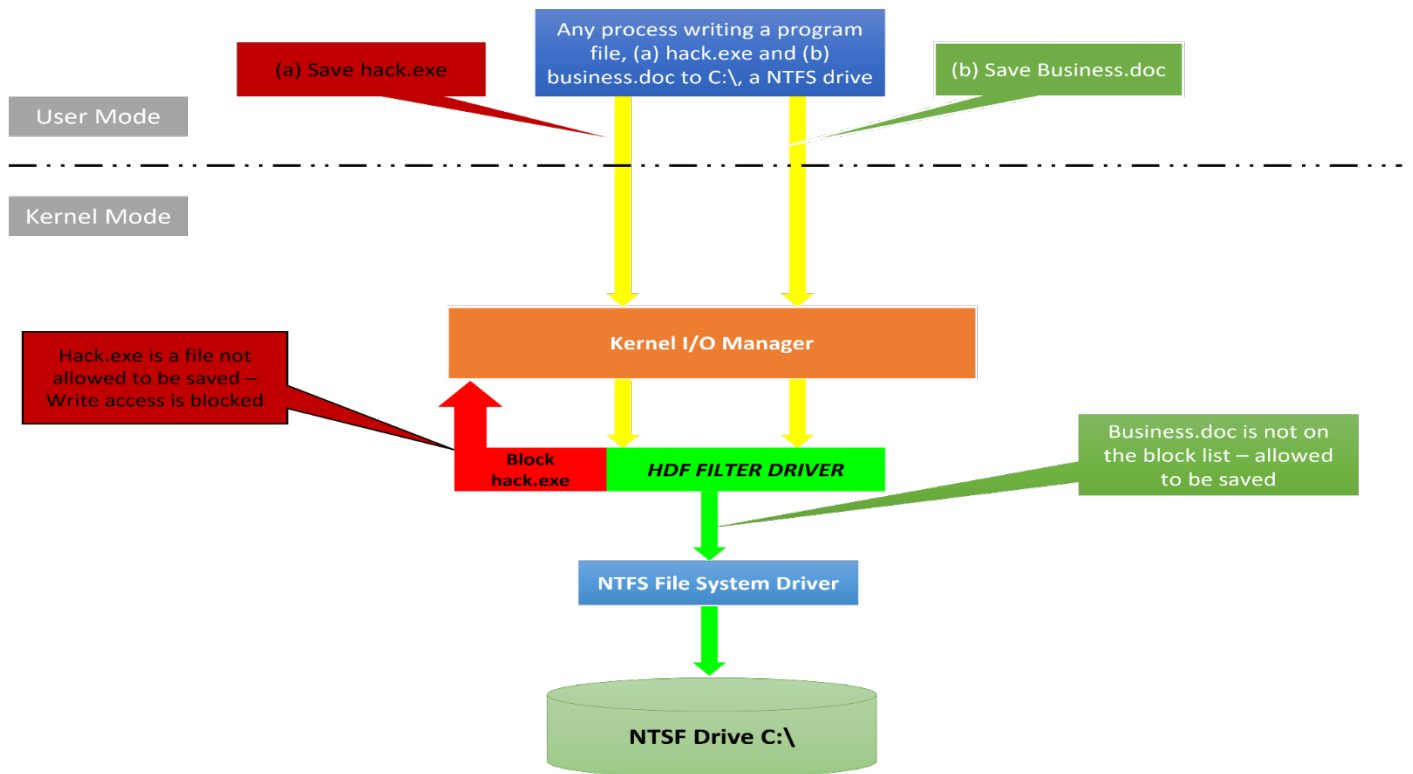 Any process writing a program
file, (a) hack.exe and (b)
business.doc to C:\, a NTFS drive
(a) Save hack.exe
(b) Save Business.doc
User Mode
Kernel Mode
Kernel I/O Manager
Hack.exe is a file not
allowed to be saved –
Write access is blocked
Block
hack.exe
HDF FILTER DRIVER
Business.doc is not on
the block list – allowed
to be saved
NTFS File System Driver
NTSF Drive C:\